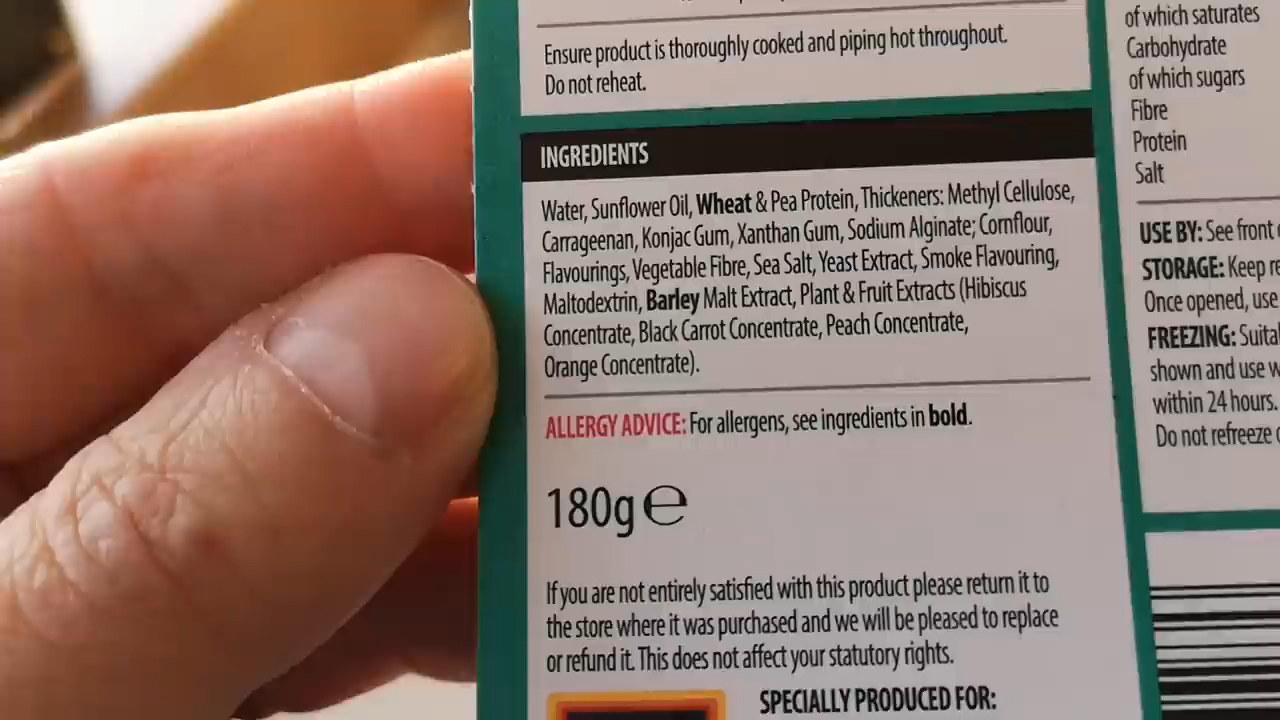 Ensure product is thoroughly cooked and piping hot throughout.
Do not reheat.
INGREDIENTS
Water, Sunflower Oil, Wheat & Pea Protein, Thickeners: Methyl Cellulose,
Carrageenan, Konjac Gum, Xanthan Gum, Sodium Alginate; Cornflour,
Flavourings, Vegetable Fibre, Sea Salt, Yeast Extract, Smoke Flavouring,
Maltodextrin, Barley Malt Extract, Plant & Fruit Extracts (Hibiscus
Concentrate, Black Carrot Concentrate, Peach Concentrate,
Orange Concentrate).
ALLERGY ADVICE: For allergens, see ingredients in bold.
180g ℮
If you are not entirely satisfied with this product please return it to
the store where it was purchased and we will be pleased to replace
or refund it. This does not affect your statutory rights.
SPECIALLY PRODUCED FOR:
of which saturates
Carbohydrate
of which sugars
Fibre
Protein
Salt
USE BY: See front
STORAGE: Keep
Once opened, use
FREEZING:
shown and use
within 24 hours.
Do not refreeze